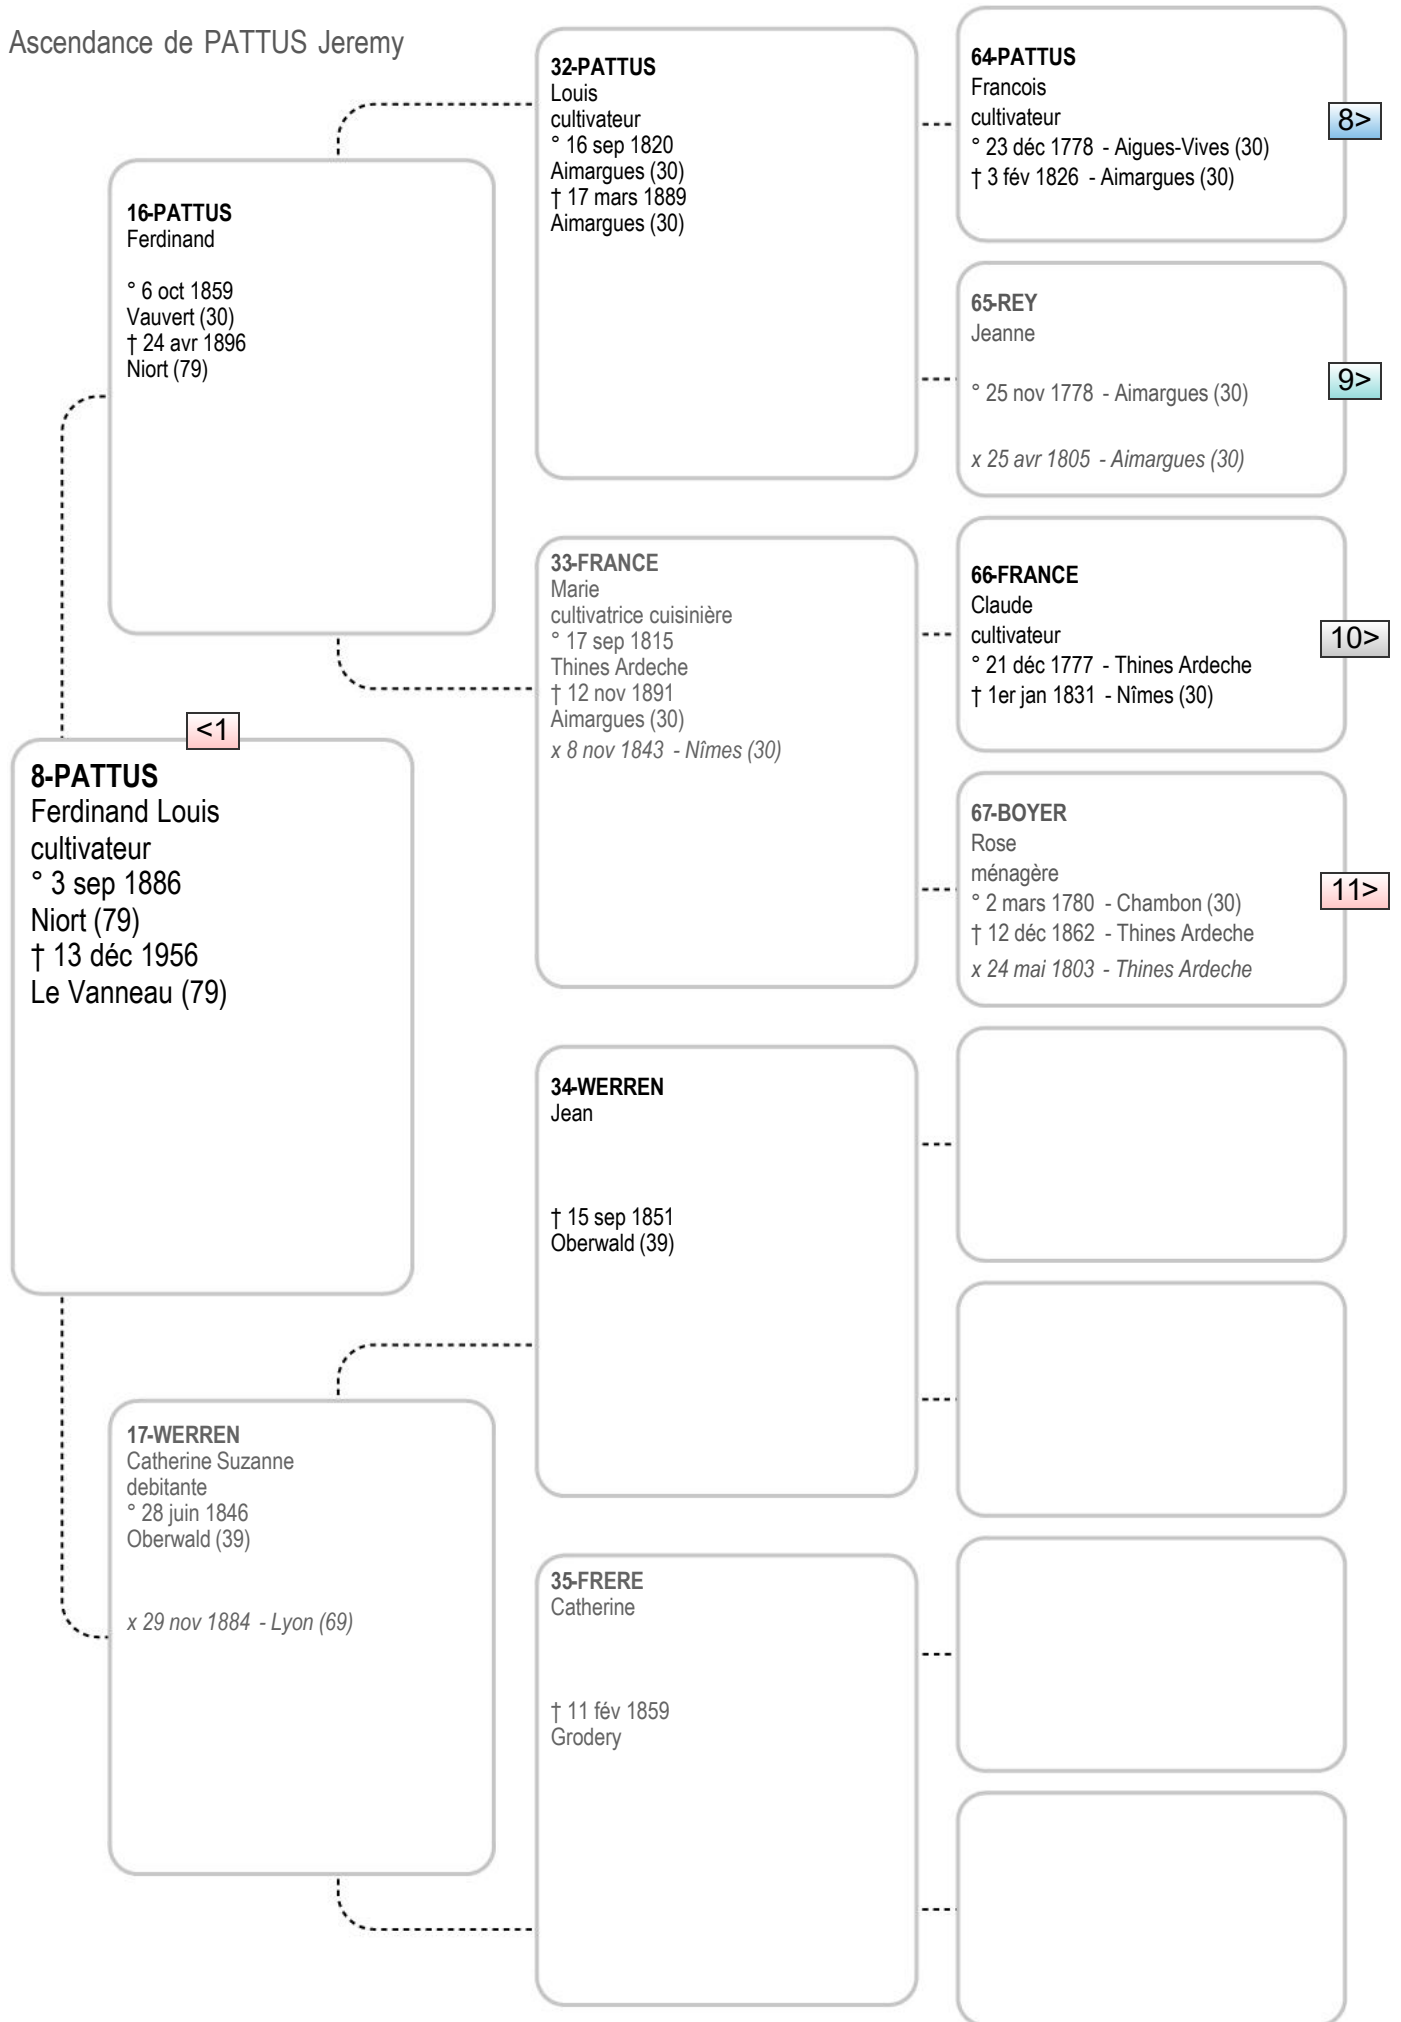 Ascendance de PATTUS Jeremy
<1
8-PATTUS
Ferdinand Louis
cultivateur
° 3 sep 1886
Niort (79)
† 13 déc 1956
Le Vanneau (79)
16-PATTUS
Ferdinand
° 6 oct 1859
Vauvert (30)
† 24 avr 1896
Niort (79)
17-WERREN
Catherine Suzanne
debitante
° 28 juin 1846
Oberwald (39)
x 29 nov 1884 - Lyon (69)
32-PATTUS
Louis
cultivateur
° 16 sep 1820
Aimargues (30)
† 17 mars 1889
Aimargues (30)
33-FRANCE
Marie
cultivatrice cuisinière
° 17 sep 1815
Thines Ardeche
† 12 nov 1891
Aimargues (30)
x 8 nov 1843 - Nîmes (30)
34-WERREN
Jean
† 15 sep 1851
Oberwald (39)
35-FRERE
Catherine
† 11 fév 1859
Grodery
64-PATTUS
Francois
cultivateur
° 23 déc 1778 - Aigues-Vives (30)
† 3 fév 1826 - Aimargues (30)
8>
65-REY
Jeanne
° 25 nov 1778 - Aimargues (30)
x 25 avr 1805 - Aimargues (30)
9>
66-FRANCE
Claude
cultivateur
° 21 déc 1777 - Thines Ardeche
† 1er jan 1831 - Nîmes (30)
10>
67-BOYER
Rose
ménagère
° 2 mars 1780 - Chambon (30)
† 12 déc 1862 - Thines Ardeche
x 24 mai 1803 - Thines Ardeche
11>